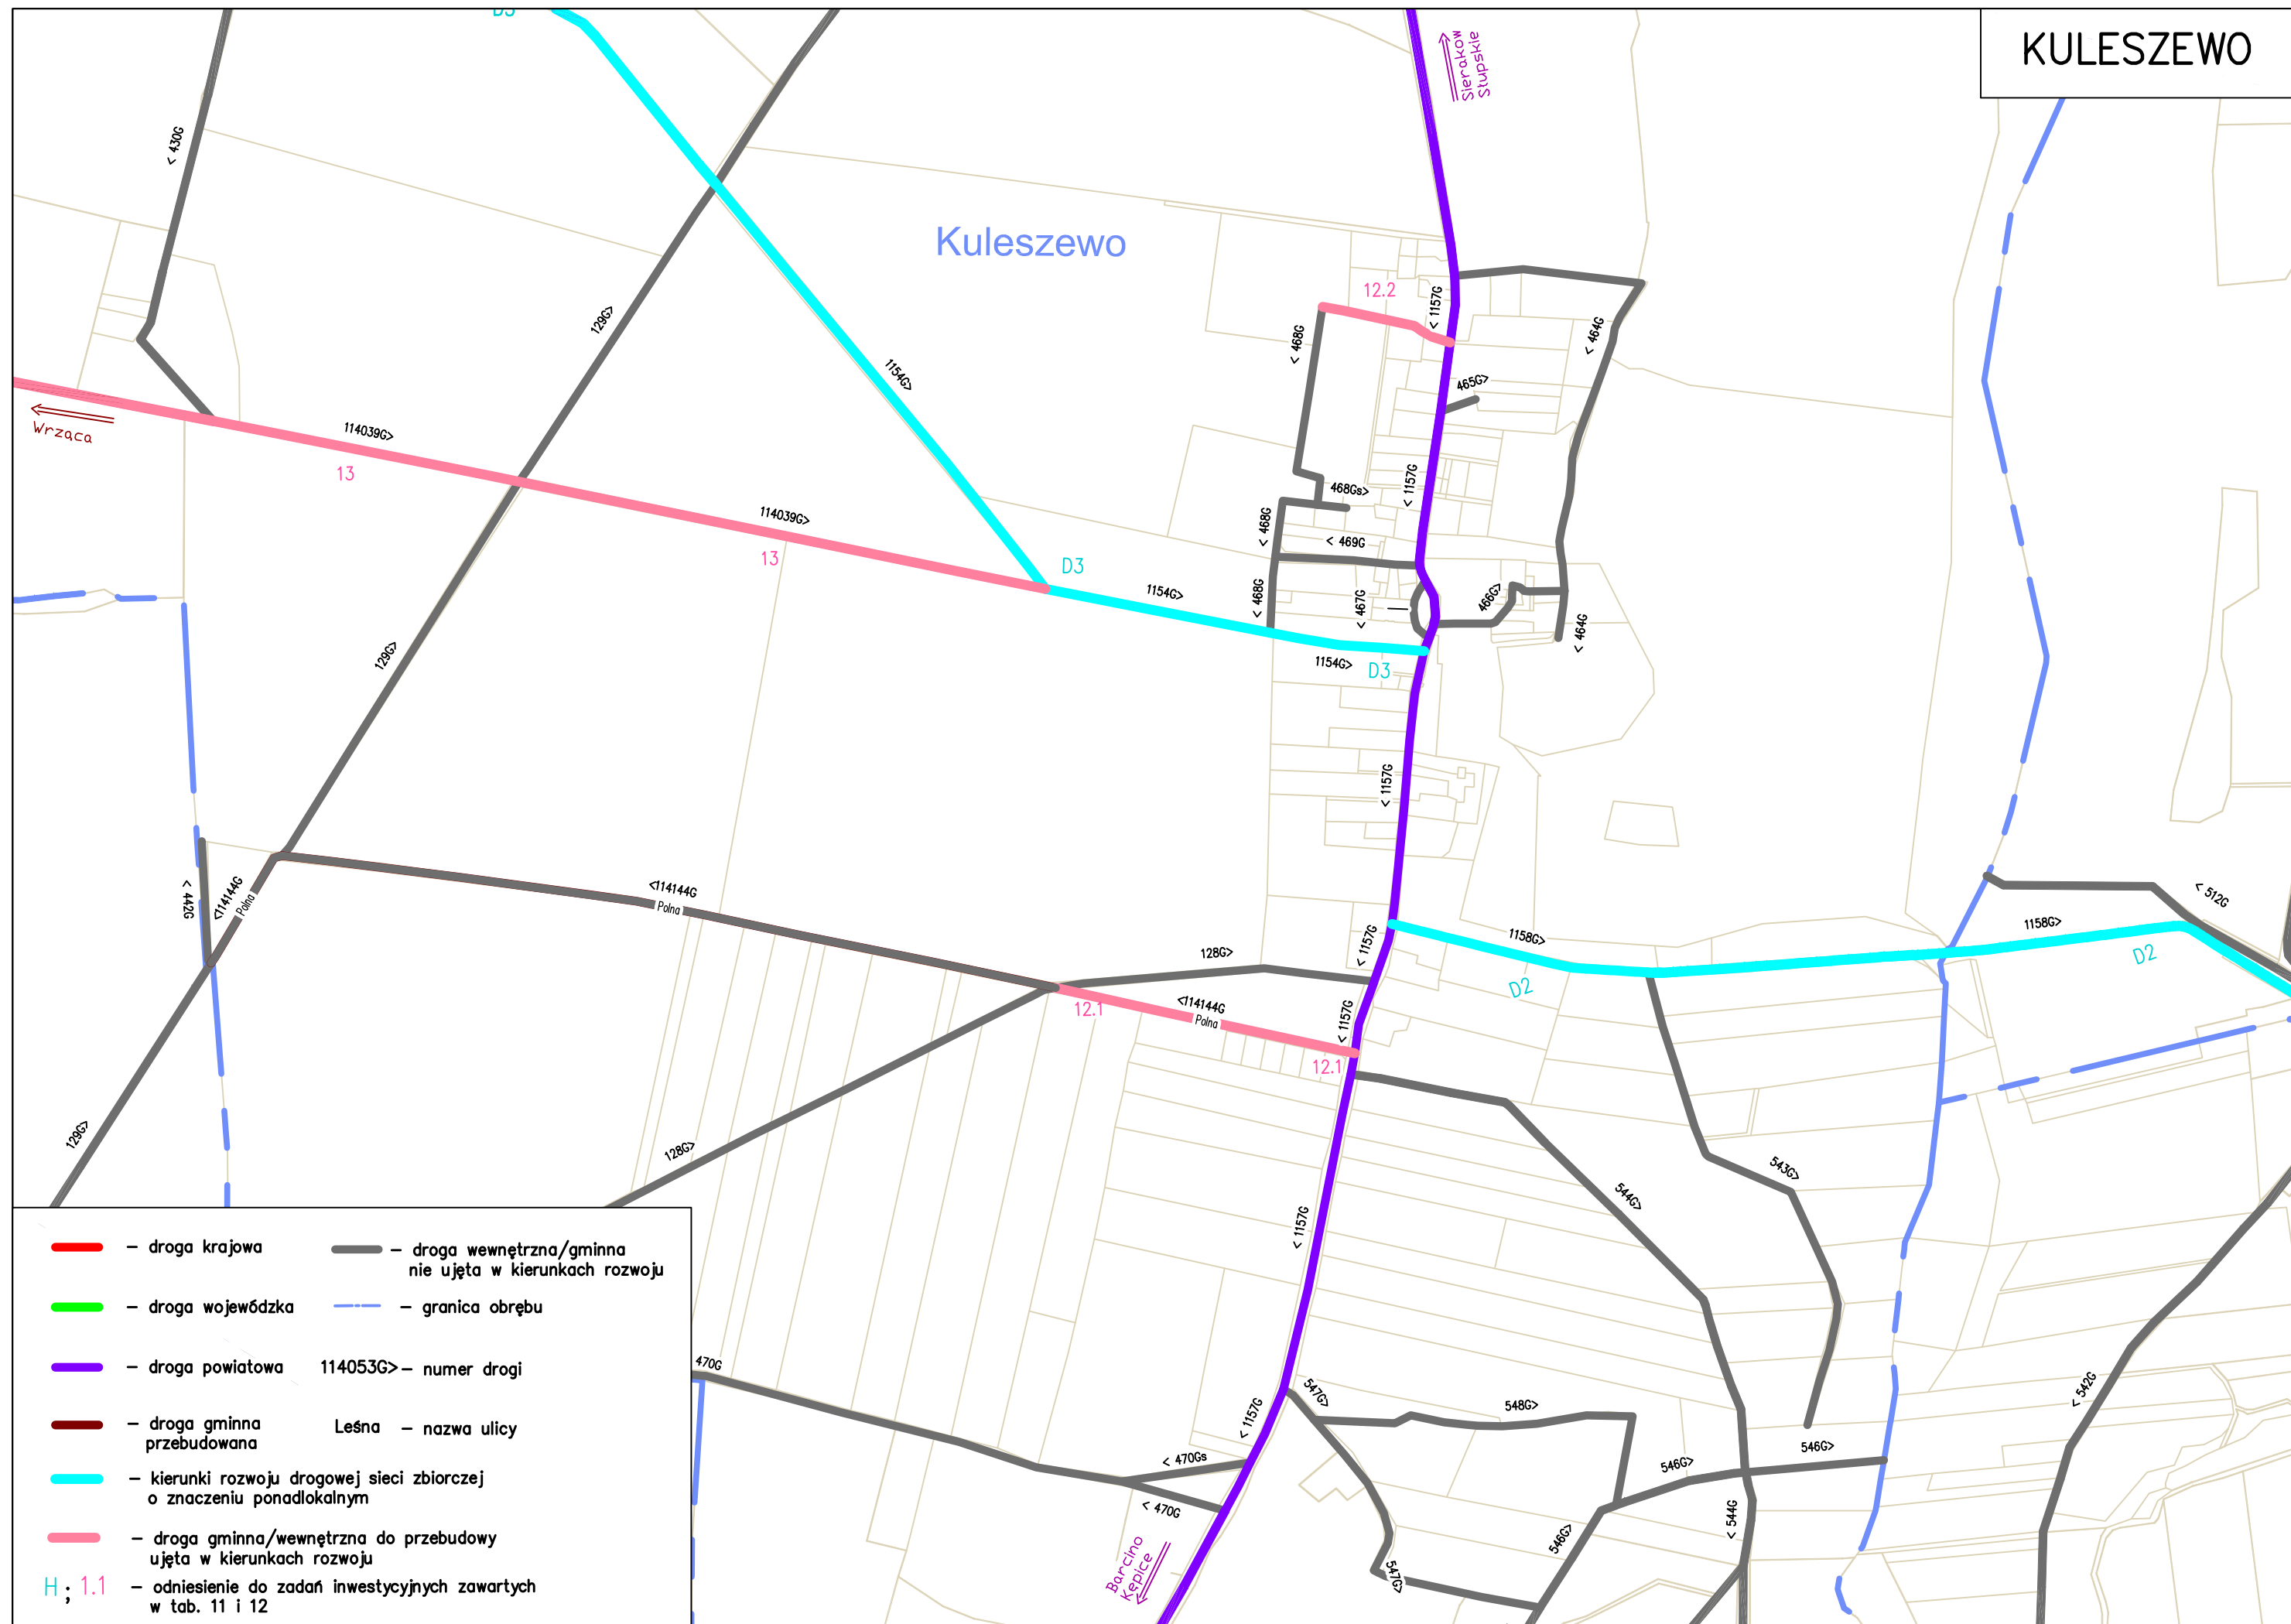 D3
KULESZEWO
Sierakow
Słupskie
< 430G
Kuleszewo
129G>
12.2
< 1157G
< 468G
< 464G
1154G>
465G>
Wrząca
114039G>
13
< 1157G
468Gs>
114039G>
13
< 468G
< 469G
D3
1154G>
< 468G
< 467G
466G>
< 464G
129G>
1154G>
D3
< 1157G
< 442G
<114144G
Polna
<114144G
Polna
< 512G
1158G>
1158G>
D2
D2
< 1157G
128G>
12.1
<114144G
Polna
< 1157G
12.1
129G>
128G>
543G>
544G>
< 1157G
470G
547G>
548G>
< 542G
< 1157G
546G>
546G>
< 470Gs
< 470G
< 544G
546G>
547G>
Barcino
Kępice
– droga krajowa
– droga wewnętrzna/gminna
nie ujęta w kierunkach rozwoju
– droga wojewódzka
– granica obrębu
– droga powiatowa
114053G> – numer drogi
– droga gminna
przebudowana
Leśna – nazwa ulicy
– kierunki rozwoju drogowej sieci zbiorczej
o znaczeniu ponadlokalnym
– droga gminna/wewnętrzna do przebudowy
ujęta w kierunkach rozwoju
H ; 1.1 – odniesienie do zadań inwestycyjnych zawartych
w tab. 11 i 12